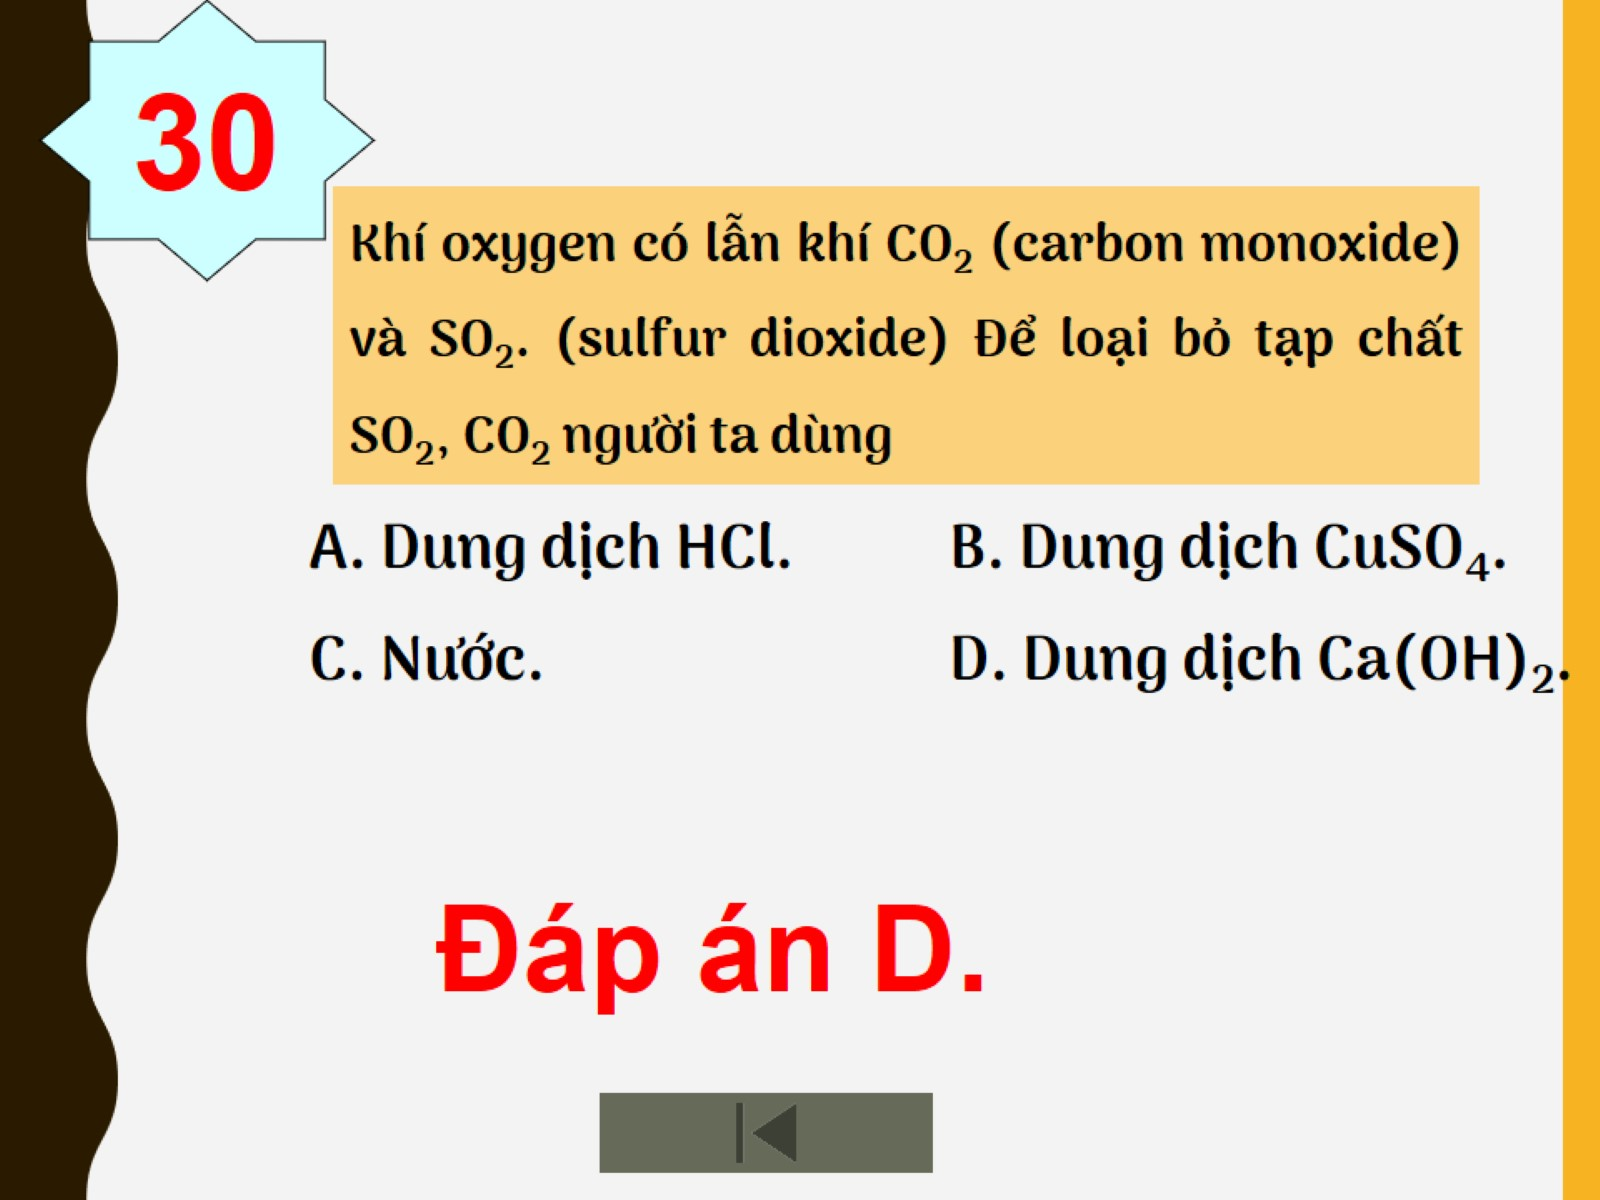 30
Khí oxygen có lẫn khí CO₂ (carbon monoxide)
và SO₂. (sulfur dioxide) Để loại bỏ tạp chất
SO₂, CO₂ người ta dùng
A. Dung dịch HCl. B. Dung dịch CuSO₄.
C. Nước. D. Dung dịch Ca(OH)₂.
Đáp án D.